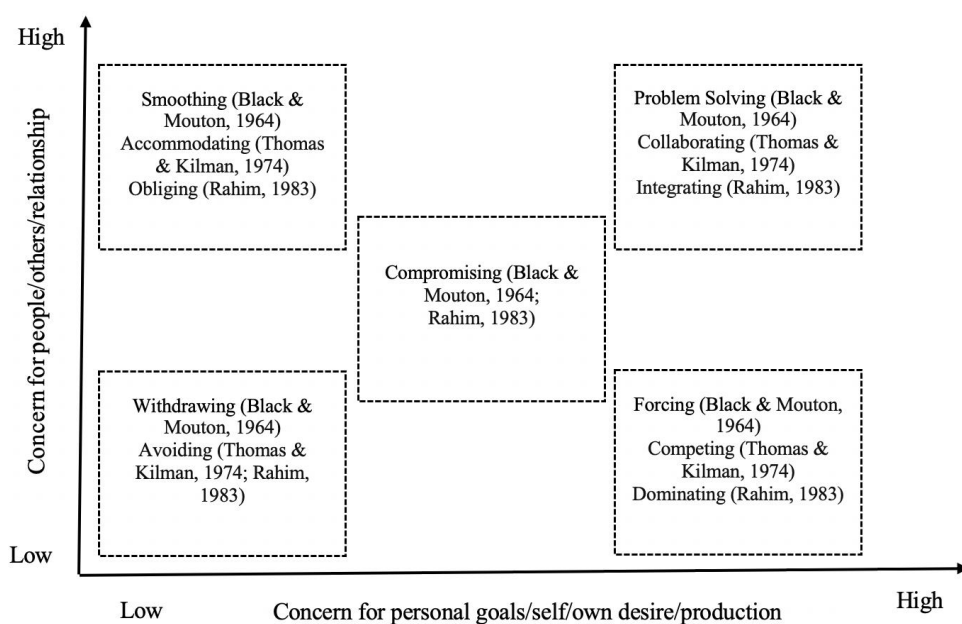 High
Smoothing (Black &
Mouton, 1964)
Accommodating (Thomas
& Kilman, 1974)
Obliging (Rahim, 1983)
Problem Solving (Black &
Mouton, 1964)
Collaborating (Thomas &
Kilman, 1974)
Integrating (Rahim, 1983)
Concern for people/others/relationship
Compromising (Black &
Mouton, 1964;
Rahim, 1983)
Withdrawing (Black &
Mouton, 1964)
Avoiding (Thomas &
Kilman, 1974; Rahim,
1983)
Forcing (Black & Mouton,
1964)
Competing (Thomas &
Kilman, 1974)
Dominating (Rahim, 1983)
Low
Low
Concern for personal goals/self/own desire/production
High